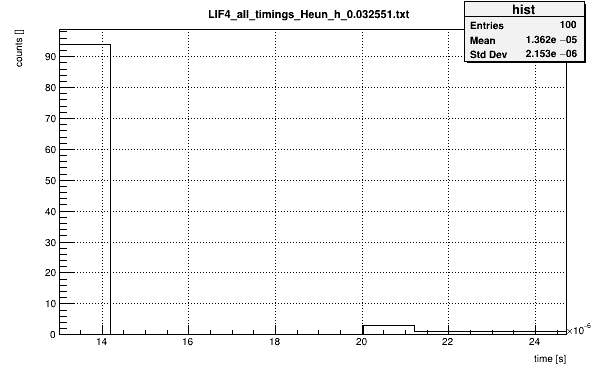 LIF4_all_timings_Heun_h_0.032551.txt
hist
Entries 100
Mean 1.362e −05
Std Dev 2.153e −06
counts []
90
80
70
60
50
40
30
20
10
0
14 16 18 20 22 24
×10⁻⁶
time [s]